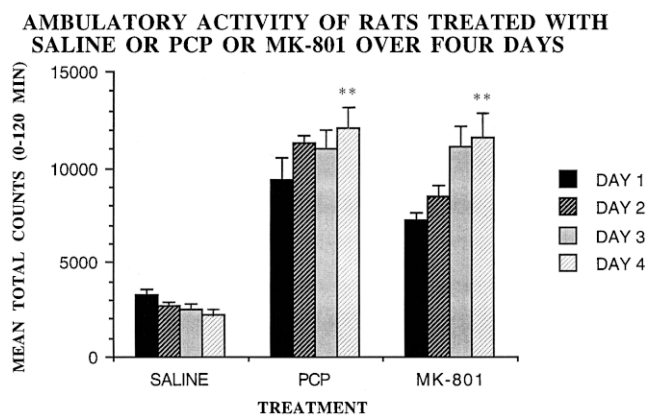 AMBULATORY ACTIVITY OF RATS TREATED WITH
SALINE OR PCP OR MK-801 OVER FOUR DAYS
MEAN TOTAL COUNTS (0-120 MIN)
15000
10000
5000
0
**
**
SALINE
PCP
MK-801
TREATMENT
DAY 1
DAY 2
DAY 3
DAY 4